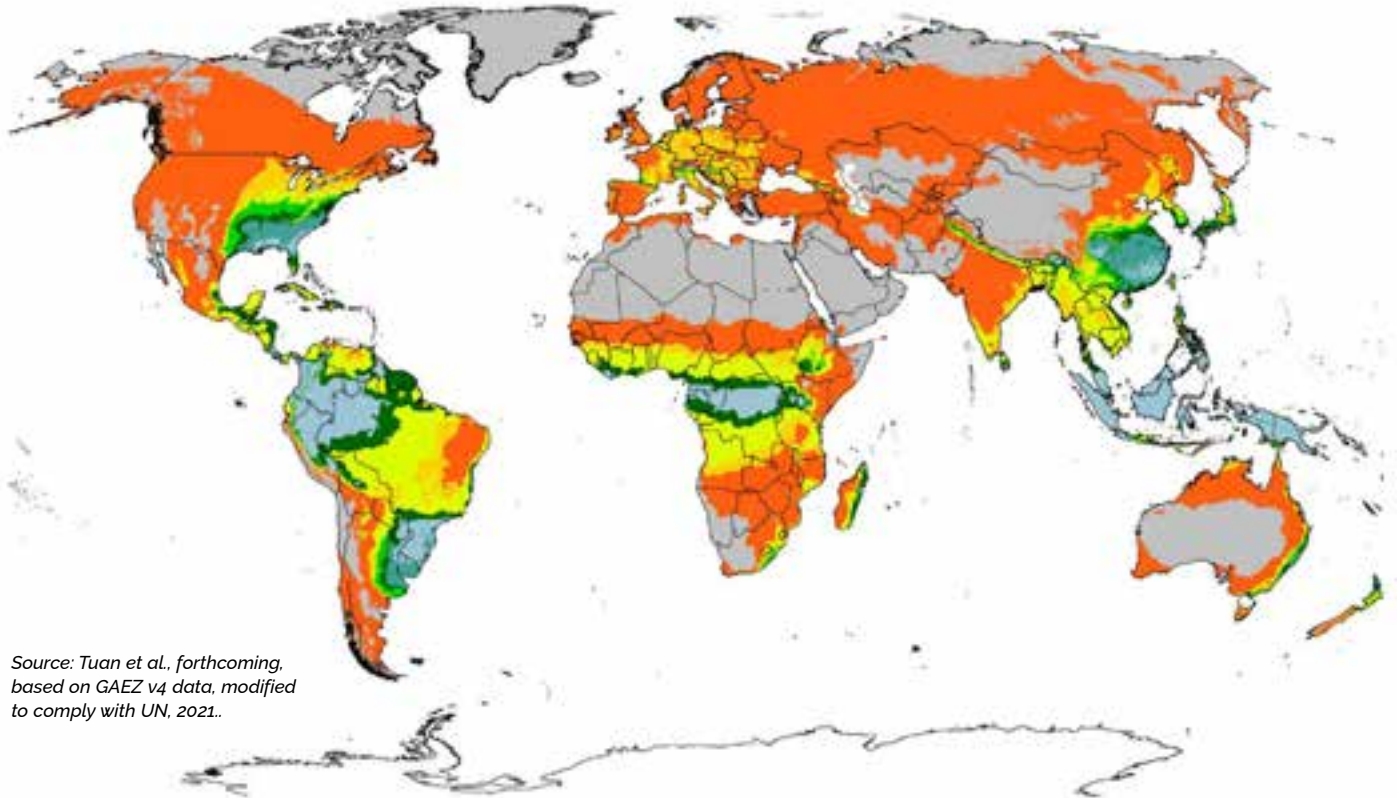 Source: Tuan et al., forthcoming,
based on GAEZ v4 data, modified
to comply with UN, 2021..